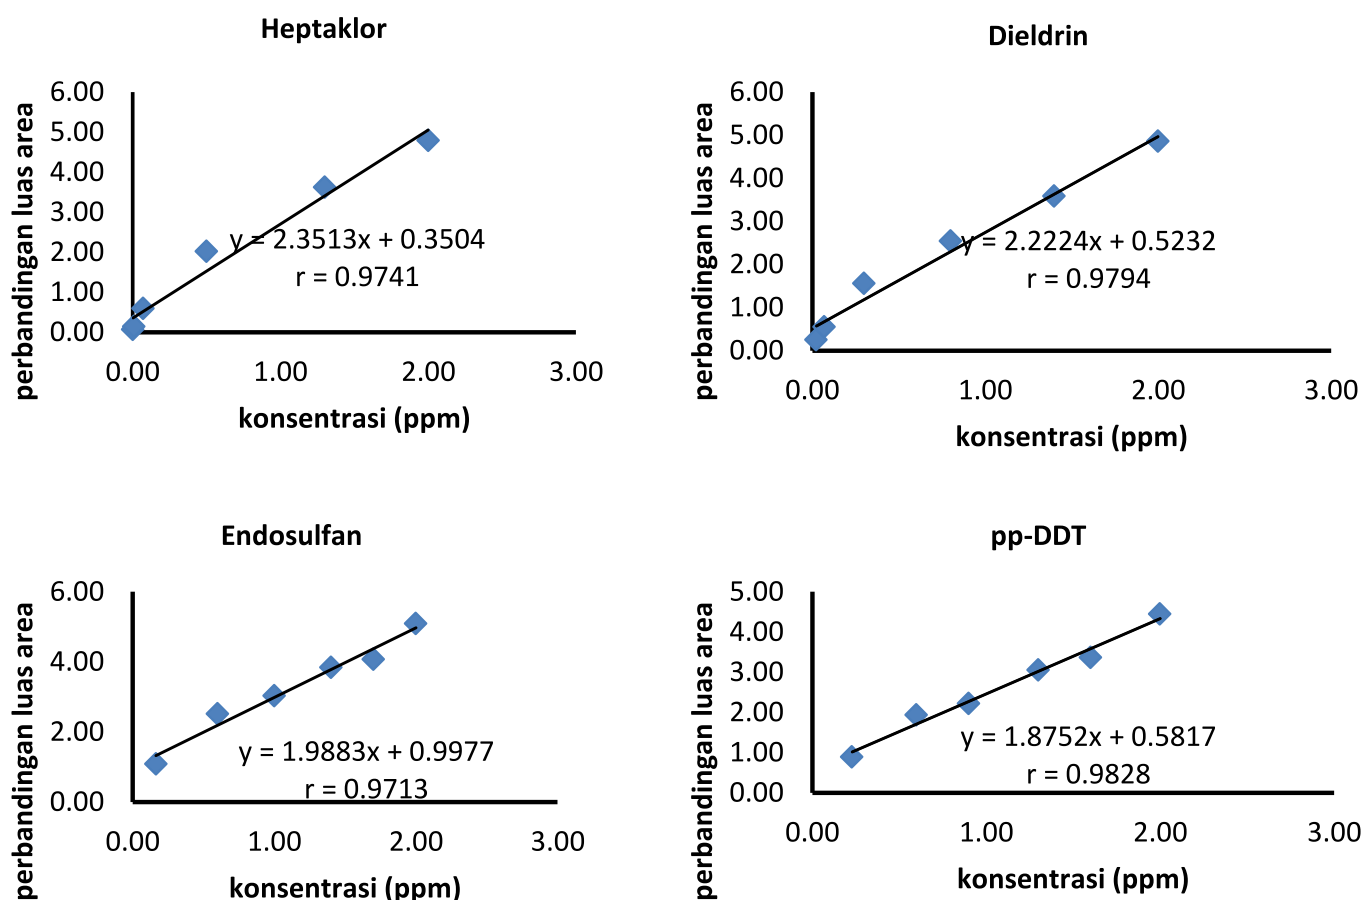 Heptaklor
perbandingan luas area
6.00
5.00
4.00
3.00
2.00
1.00
0.00
y = 2.3513x + 0.3504
r = 0.9741
0.00 1.00 2.00 3.00
konsentrasi (ppm)
Dieldrin
perbandingan luas area
6.00
5.00
4.00
3.00
2.00
1.00
0.00
y = 2.2224x + 0.5232
r = 0.9794
0.00 1.00 2.00 3.00
konsentrasi (ppm)
Endosulfan
perbandingan luas area
6.00
4.00
2.00
0.00
y = 1.9883x + 0.9977
r = 0.9713
0.00 1.00 2.00 3.00
konsentrasi (ppm)
pp-DDT
perbandingan luas area
5.00
4.00
3.00
2.00
1.00
0.00
y = 1.8752x + 0.5817
r = 0.9828
0.00 1.00 2.00 3.00
konsentrasi (ppm)